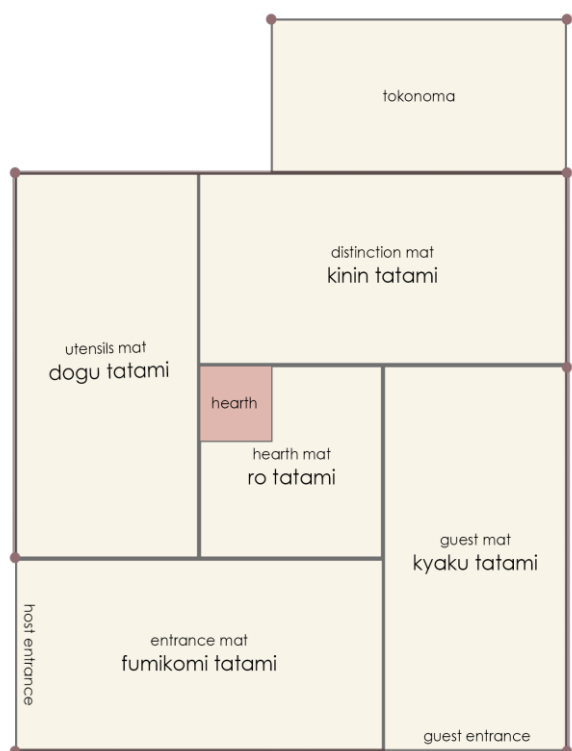 tokonoma
distinction mat
kinin tatami
utensils mat
dogu tatami
hearth
hearth mat
ro tatami
guest mat
kyaku tatami
host entrance
entrance mat
fumikomi tatami
guest entrance